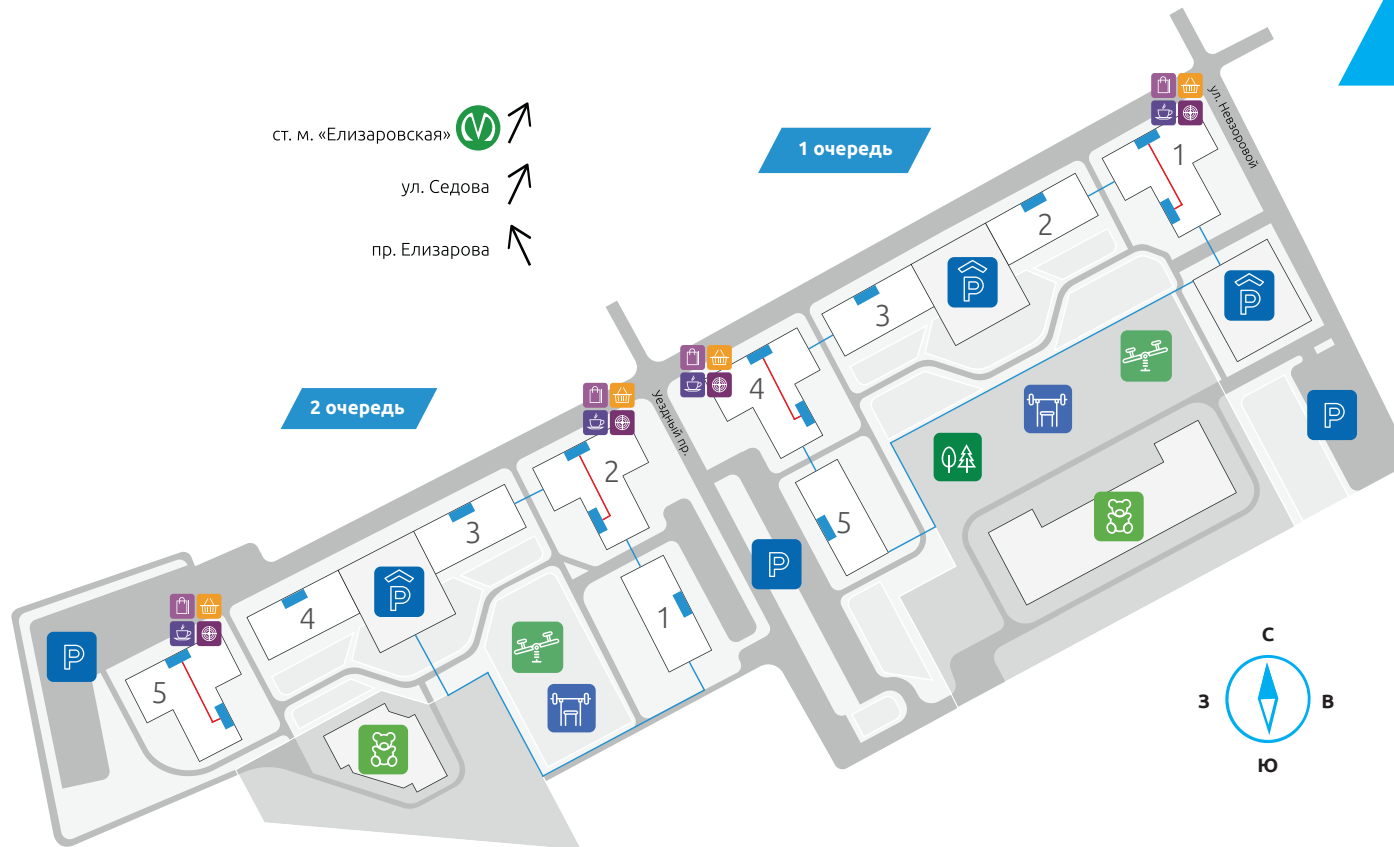 ст. м. «Елизаровская»
ул. Седова
пр. Елизарова
1 очередь
ул. Невзоровой
1
2
P
3
P
4
P
5
Уездный пр.
P
2 очередь
2
3
P
4
1
P
5
С
З
В
Ю